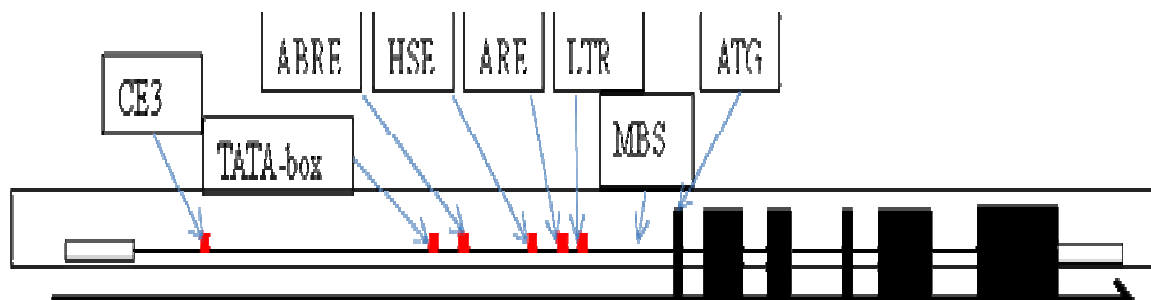 ABRE HSE ARE LTR ATG
CE3
MBS
TATA-box